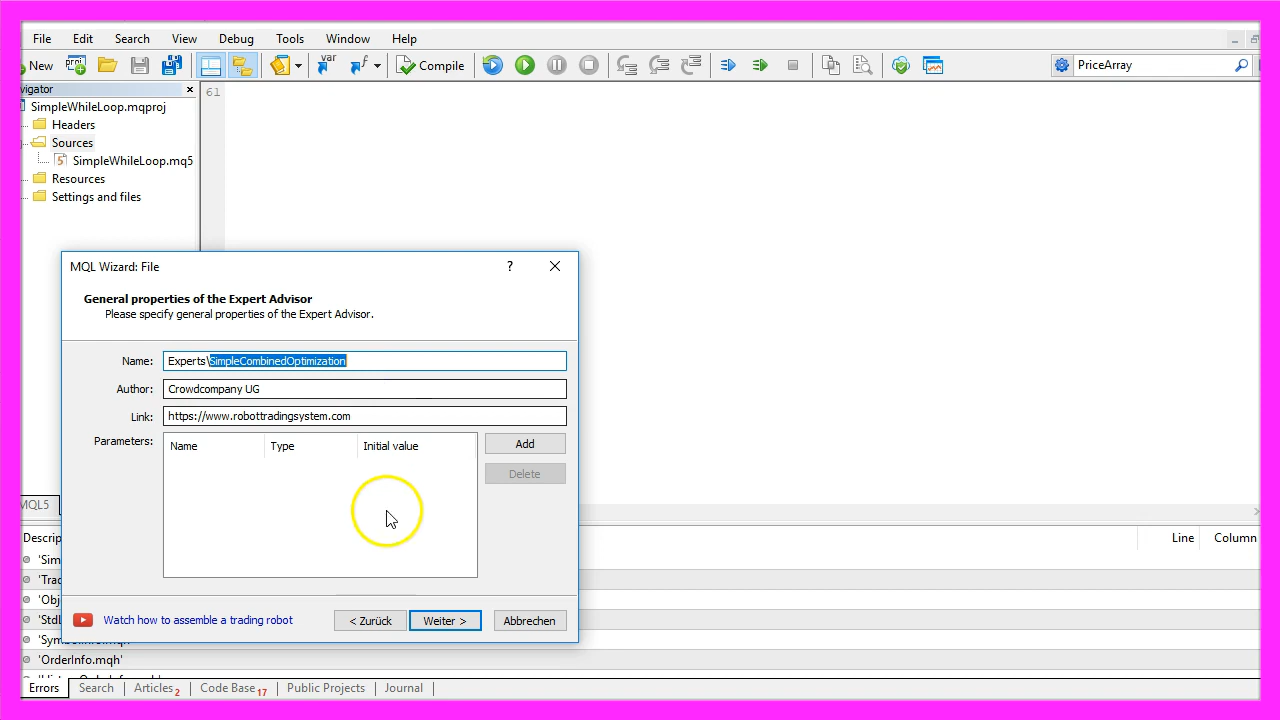 File Edit Search View Debug Tools Window Help
New Compile PriceArray
vigator
61
SimpleWhileLoop.mqproj
Headers
Sources
SimpleWhileLoop.mq5
Resources
Settings and files
MQL Wizard: File
General properties of the Expert Advisor
Please specify general properties of the Expert Advisor.
Name: Experts\SimpleCombinedOptimization
Author: Crowdcompany UG
Link: https://www.robottradingsystem.com
Parameters: Name Type Initial value Add
Delete
MQL5
Descrip Line Column
'Sim
'Trad
'Obj
'StdL
'OrderInfo.mqh'
Watch how to assemble a trading robot < Zurück Weiter > Abbrechen
Errors Search Articles 2 Code Base 17 Public Projects Journal